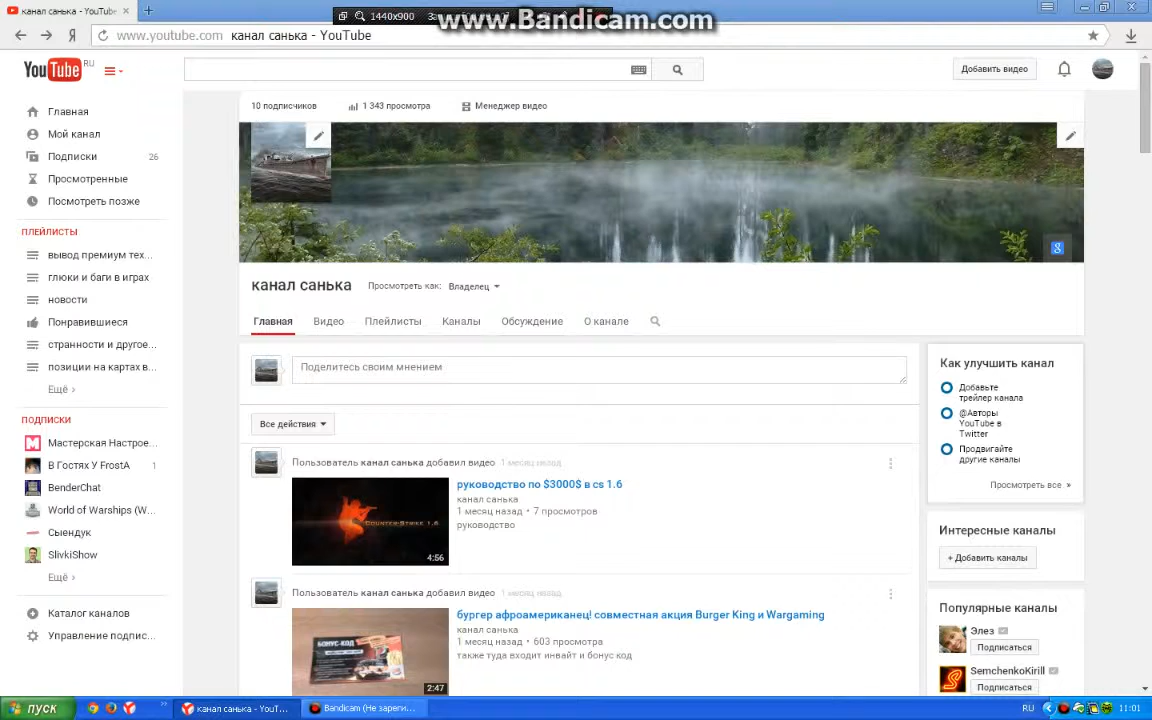 канал санька - YouTube
1440x900
www.Bandicam.com
www.youtube.com канал санька - YouTube
YouTube RU
Добавить видео
Главная
Мой канал
Подписки 26
Просмотренные
Посмотреть позже
ПЛЕЙЛИСТЫ
вывод премиум тех...
глюки и баги в играх
новости
Понравившиеся
странности и другое...
позиции на картах в...
Ещё ›
ПОДПИСКИ
Мастерская Настрое...
В Гостях У FrostA 1
BenderChat
World of Warships (W...
Сыендук
SlivkiShow
Ещё ›
Каталог каналов
Управление подпис...
10 подписчиков 1 343 просмотра Менеджер видео
канал санька Просмотреть как: Владелец
Главная Видео Плейлисты Каналы Обсуждение О канале
Поделитесь своим мнением
Все действия
Пользователь канал санька добавил видео 1 месяц назад
COUNTER-STRIKE 1.6
4:56
руководство по $3000$ в cs 1.6
канал санька
1 месяц назад • 7 просмотров
руководство
Пользователь канал санька добавил видео 1 месяц назад
БОНУС-КОД
2:47
бургер афроамериканец! совместная акция Burger King и Wargaming
канал санька
1 месяц назад • 603 просмотра
также туда входит инвайт и бонус код
Как улучшить канал
Добавьте
трейлер канала
@Авторы
YouTube в
Twitter
Продвигайте
другие каналы
Просмотреть все »
Интересные каналы
+ Добавить каналы
Популярные каналы
Элез
Подписаться
SemchenkoKirill
Подписаться
пуск
канал санька - YouT...
Bandicam (Не зареги...
RU
11:01